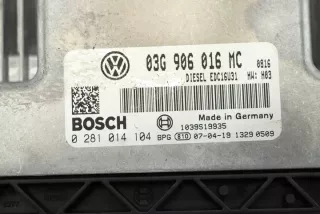 03G 906 016 MC 0816
DIESEL EDC16U31 HW: H03
Made in Germany
BOSCH 1039S19935
0 281 014 104 BPG e1D 07-04-19 1329 0509